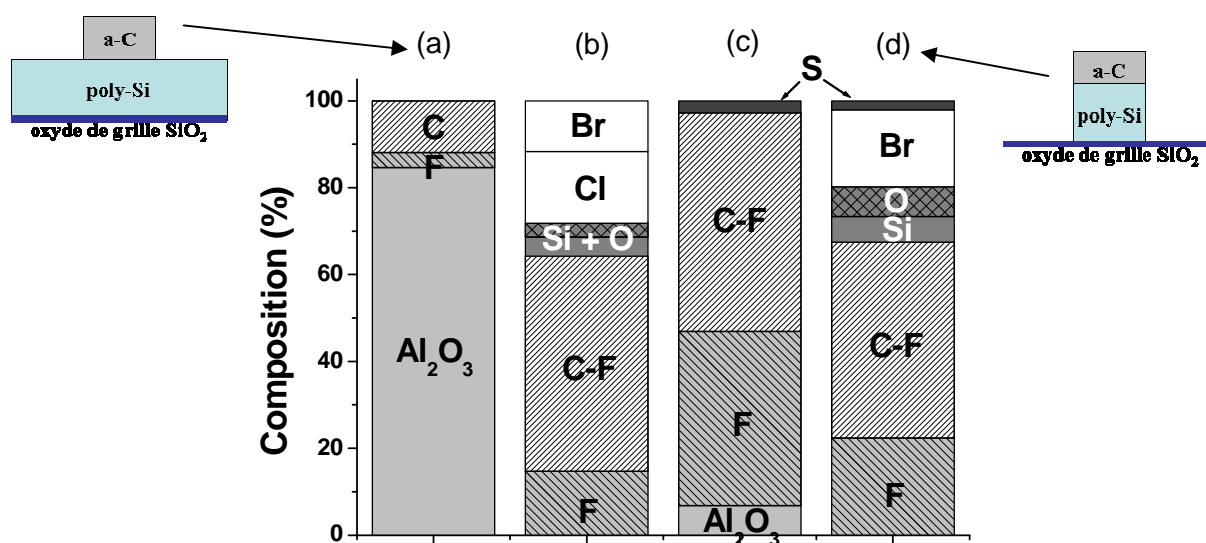 a-C
poly-Si
oxyde de grille SiO₂
(a) (b) (c) (d)
S
a-C
poly-Si
oxyde de grille SiO₂
Composition (%)
100
80
60
40
20
0
C
F
Al₂O₃
Br
Cl
Si + O
C-F
F
C-F
F
Al₂O₃
Br
O
Si
C-F
F